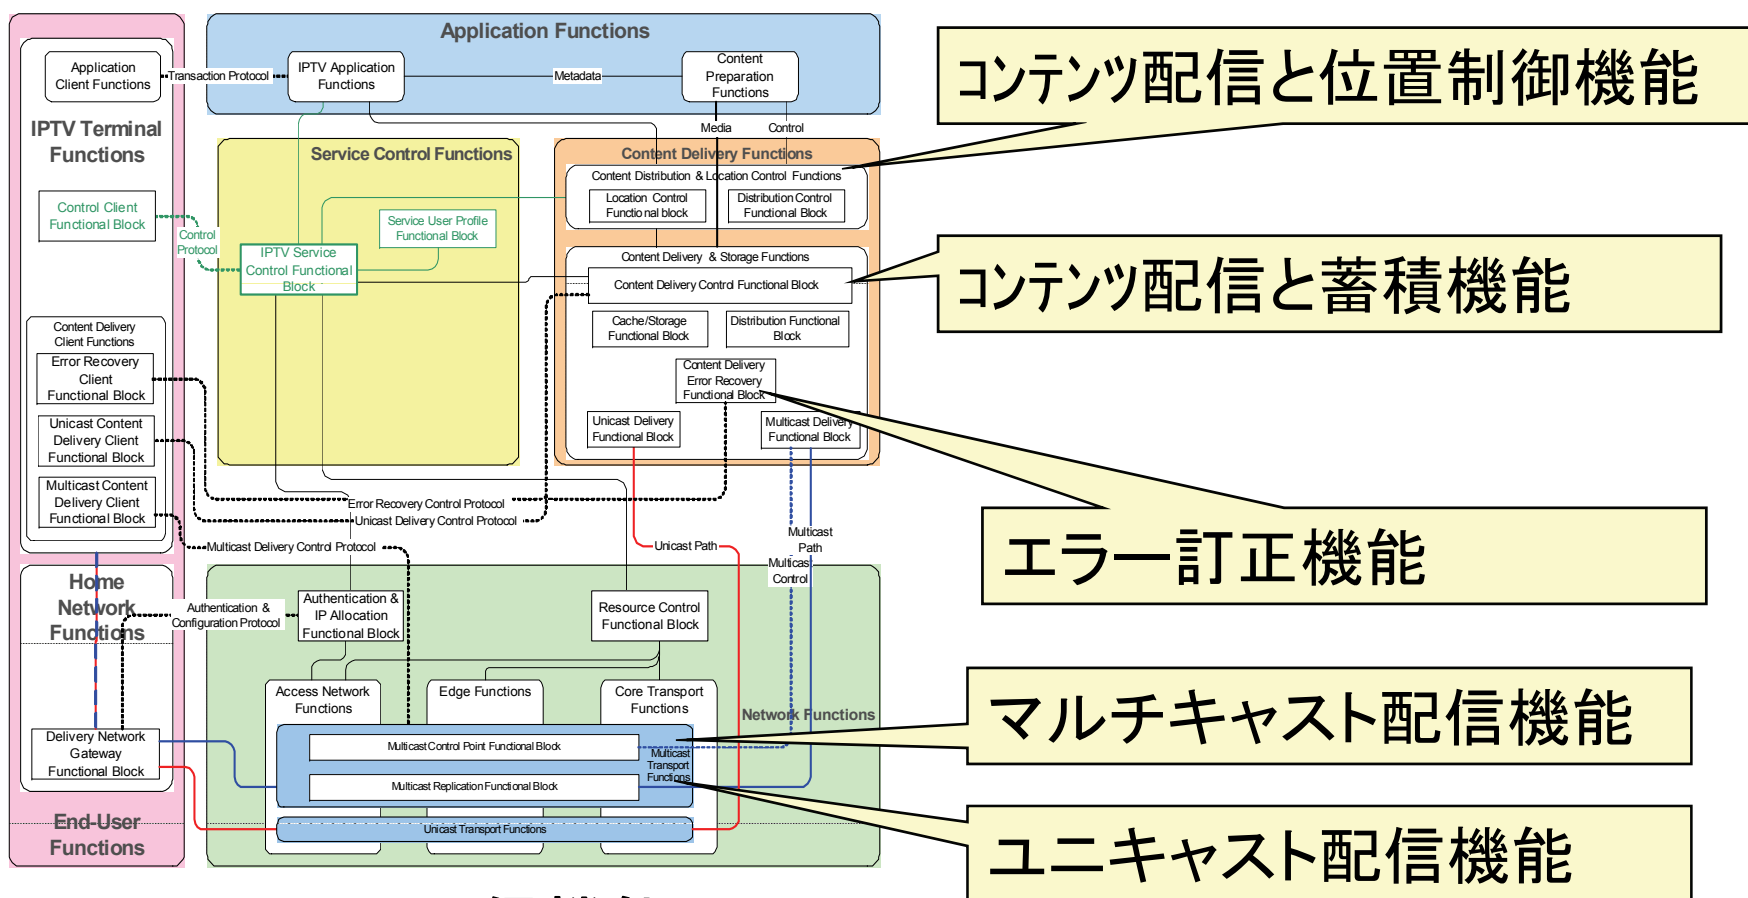 Application Functions
Application
Client Functions
Transaction Protocol
IPTV Application
Functions
Metadata
Content
Preparation
Functions
コンテンツ配信と位置制御機能
IPTV Terminal
Functions
Media
Control
Service Control Functions
Content Delivery Functions
Content Distribution & Location Control Functions
Location Control
Functional block
Distribution Control
Functional Block
Control Client
Functional Block
Control
Protocol
Service User Profile
Functional Block
IPTV Service
Control Functional
Block
Content Delivery & Storage Functions
Content Delivery Control Functional Block
コンテンツ配信と蓄積機能
Cache/Storage
Functional Block
Distribution Functional
Block
Content Delivery
Client Functions
Error Recovery
Client
Functional Block
Content Delivery
Error Recovery
Functional Block
Unicast Content
Delivery Client
Functional Block
Unicast Delivery
Functional Block
Multicast Delivery
Functional Block
Multicast Content
Delivery Client
Functional Block
Error Recovery Control Protocol
Unicast Delivery Control Protocol
エラー訂正機能
Multicast Delivery Control Protocol
Unicast Path
Multicast
Path
Multicast
Control
Home
Network
Functions
Authentication &
Configuration Protocol
Authentication &
IP Allocation
Functional Block
Resource Control
Functional Block
Access Network
Functions
Edge Functions
Core Transport
Functions
Network Functions
マルチキャスト配信機能
Delivery Network
Gateway
Functional Block
Multicast Control Point Functional Block
Multicast
Transport
Functions
Multicast Replication Functional Block
End-User
Functions
Unicast Transport Functions
ユニキャスト配信機能